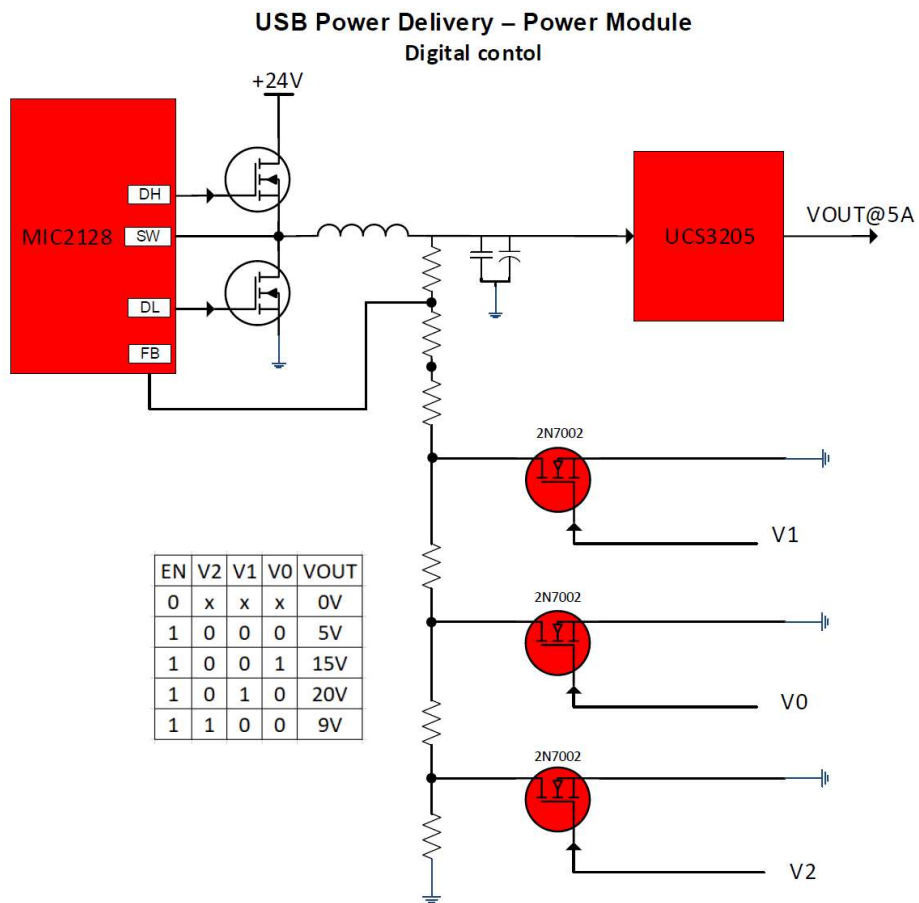 USB Power Delivery – Power Module
Digital contol
+24V
DH
MIC2128
SW
DL
FB
UCS3205
VOUT@5A
2N7002
V1
EN V2 V1 V0 VOUT
0 x x x 0V
1 0 0 0 5V
1 0 0 1 15V
1 0 1 0 20V
1 1 0 0 9V
2N7002
V0
2N7002
V2